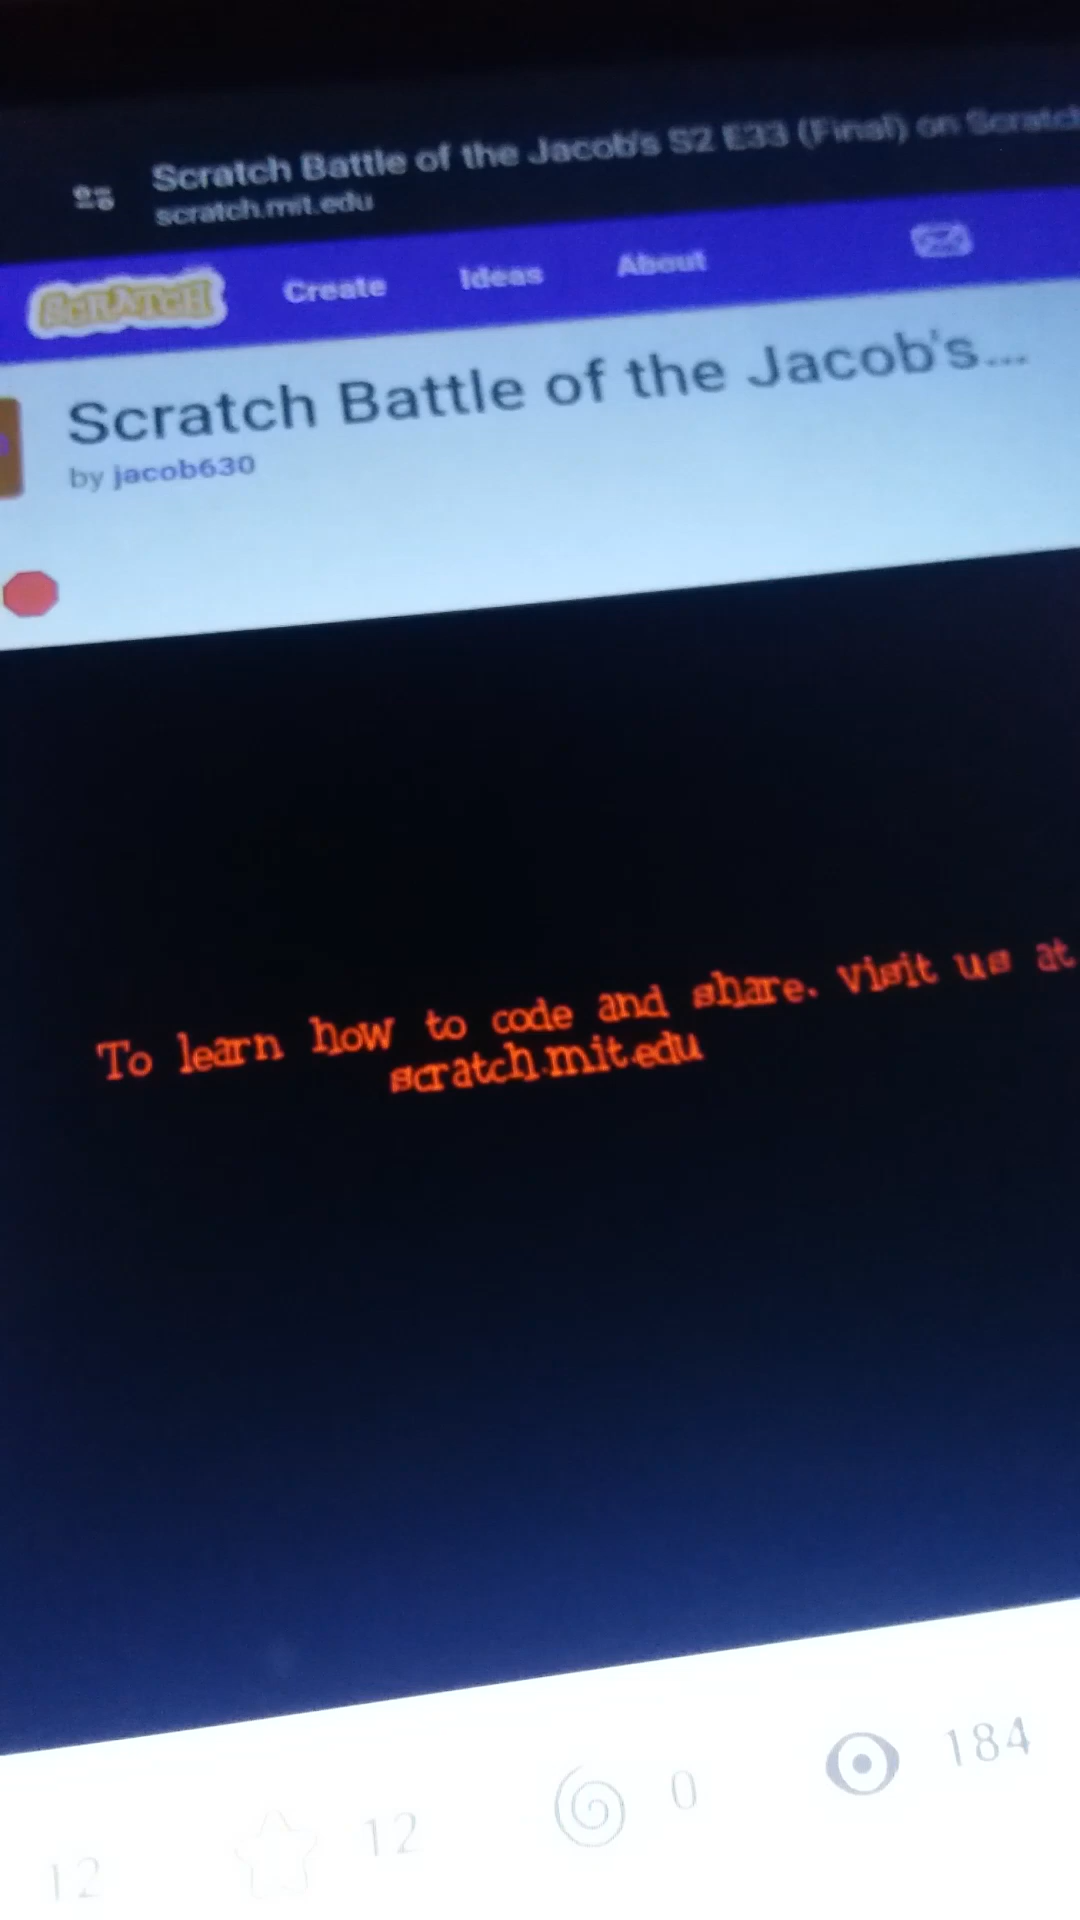 Scratch Battle of the Jacob's S2 E33 (Final) on Scratch
scratch.mit.edu
SCRATCH Create Ideas About
Scratch Battle of the Jacob's...
by jacob630
To learn how to code and share. visit us at
scratch.mit.edu
12 12 0 184